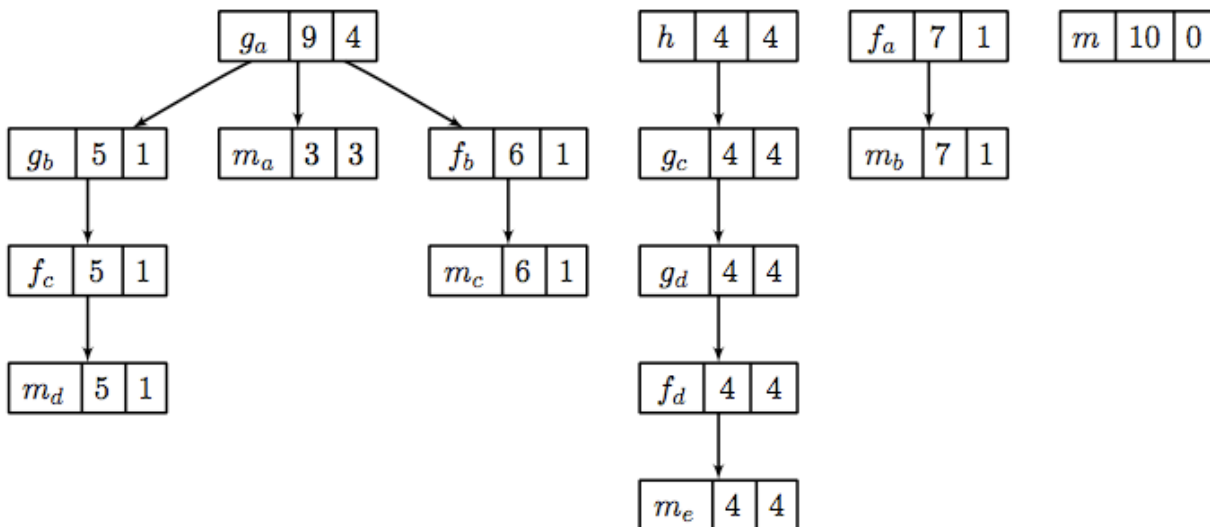 g_a 9 4 h 4 4 f_a 7 1 m 10 0
g_b 5 1 m_a 3 3 f_b 6 1 g_c 4 4 m_b 7 1
f_c 5 1 m_c 6 1 g_d 4 4
m_d 5 1 f_d 4 4
m_e 4 4